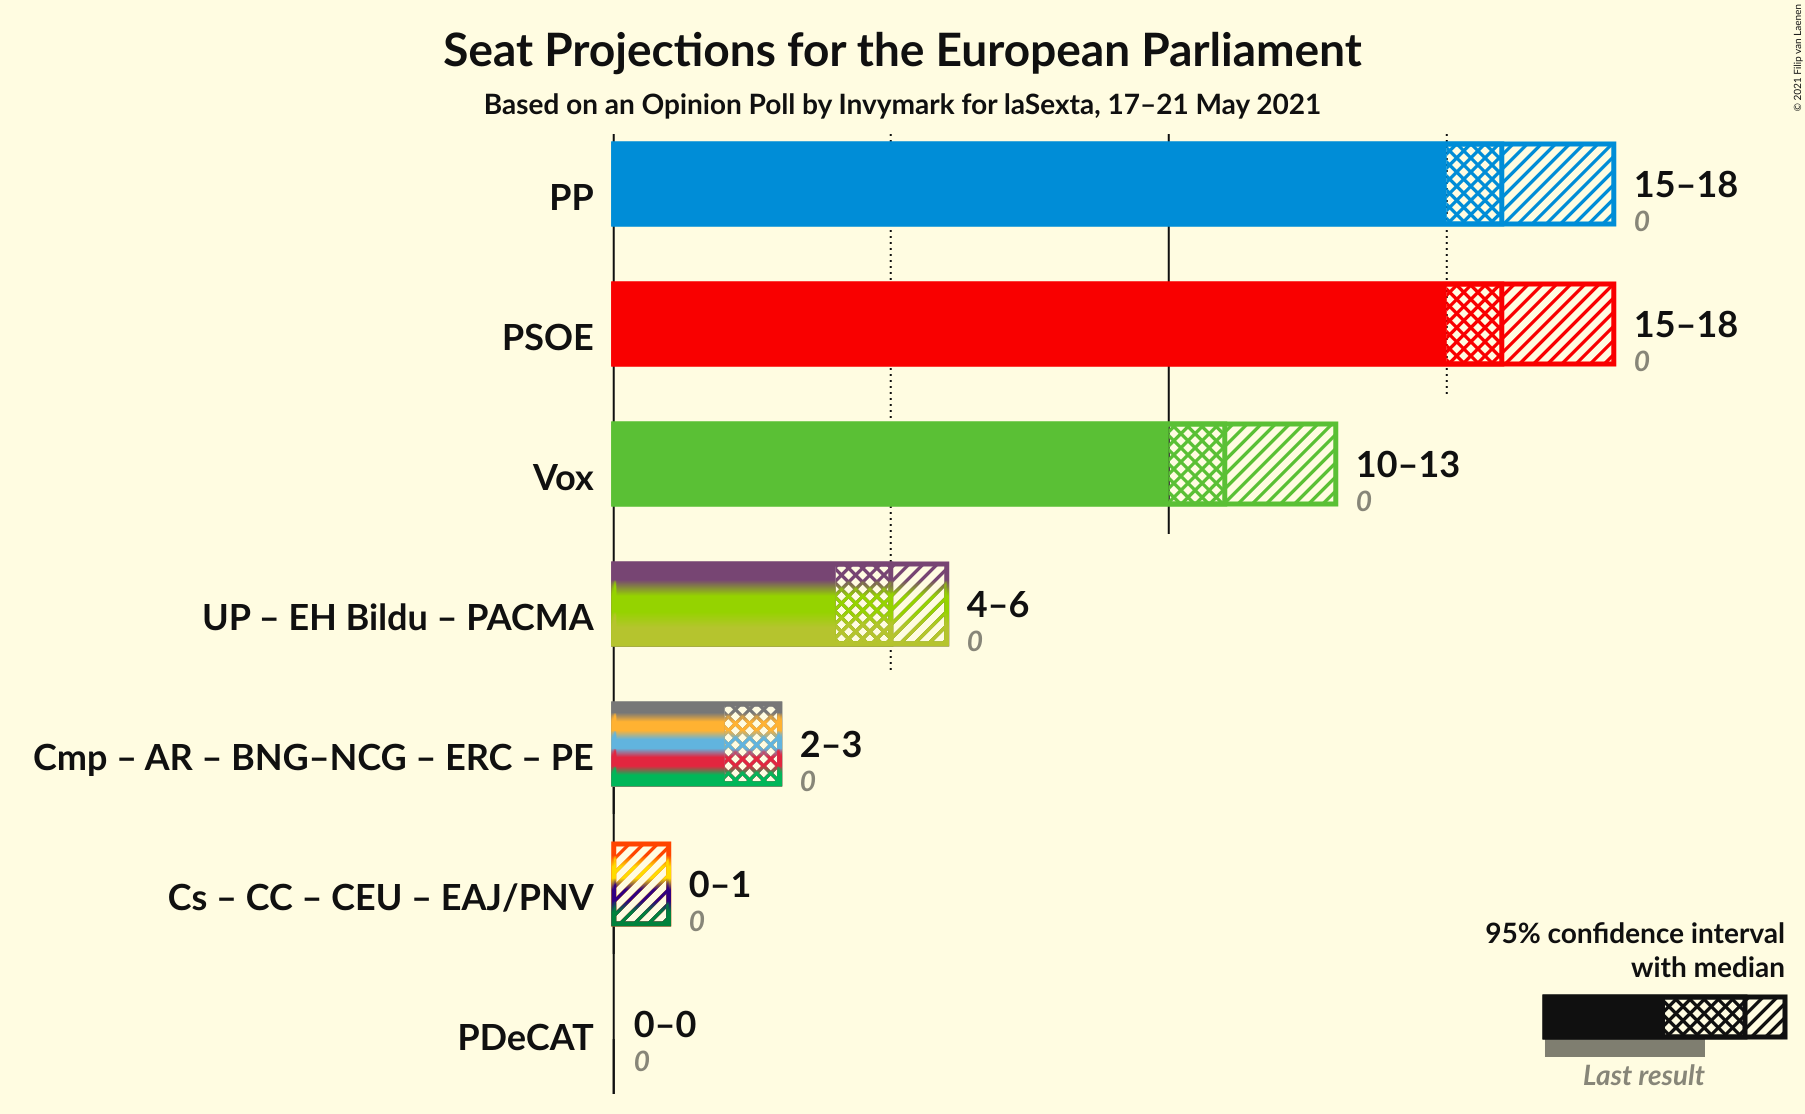 Seat Projections for the European Parliament
Based on an Opinion Poll by Invymark for laSexta, 17–21 May 2021
© 2021 Filip van Laenen
PP
15–18
0
PSOE
15–18
0
Vox
10–13
0
UP – EH Bildu – PACMA
4–6
0
Cmp – AR – BNG–NCG – ERC – PE
2–3
0
Cs – CC – CEU – EAJ/PNV
0–1
0
PDeCAT
0–0
0
95% confidence interval
with median
Last result